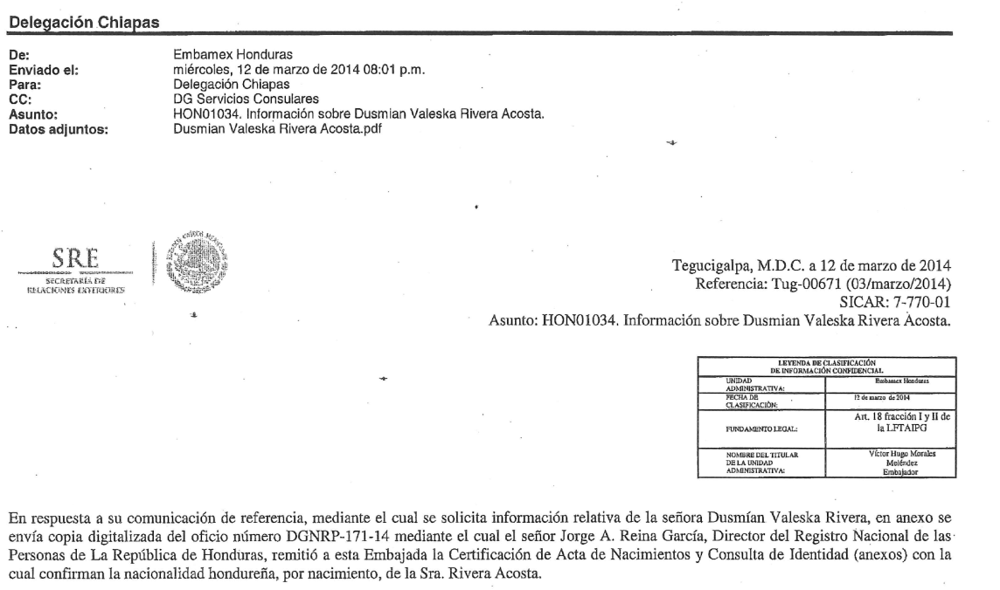 Delegación Chiapas
De: Embamex Honduras
Enviado el: miércoles, 12 de marzo de 2014 08:01 p.m.
Para: Delegación Chiapas
CC: DG Servicios Consulares
Asunto: HON01034. Información sobre Dusmian Valeska Rivera Acosta.
Datos adjuntos: Dusmian Valeska Rivera Acosta.pdf
SRE
SECRETARÍA DE
RELACIONES EXTERIORES
Tegucigalpa, M.D.C. a 12 de marzo de 2014
Referencia: Tug-00671 (03/marzo/2014)
SICAR: 7-770-01
Asunto: HON01034. Información sobre Dusmian Valeska Rivera Acosta.
LEYENDA DE CLASIFICACIÓN
DE INFORMACIÓN CONFIDENCIAL
UNIDAD ADMINISTRATIVA: Embamex Honduras
FECHA DE CLASIFICACIÓN: 12 de marzo de 2014
FUNDAMENTO LEGAL: Art. 18 fracción I y II de la LFTAIPG
NOMBRE DEL TITULAR DE LA UNIDAD ADMINISTRATIVA: Víctor Hugo Morales Meléndez Embajador
En respuesta a su comunicación de referencia, mediante el cual se solicita información relativa de la señora Dusmían Valeska Rivera, en anexo se
envía copia digitalizada del oficio número DGNRP-171-14 mediante el cual el señor Jorge A. Reina García, Director del Registro Nacional de las
Personas de La República de Honduras, remitió a esta Embajada la Certificación de Acta de Nacimientos y Consulta de Identidad (anexos) con la
cual confirman la nacionalidad hondureña, por nacimiento, de la Sra. Rivera Acosta.